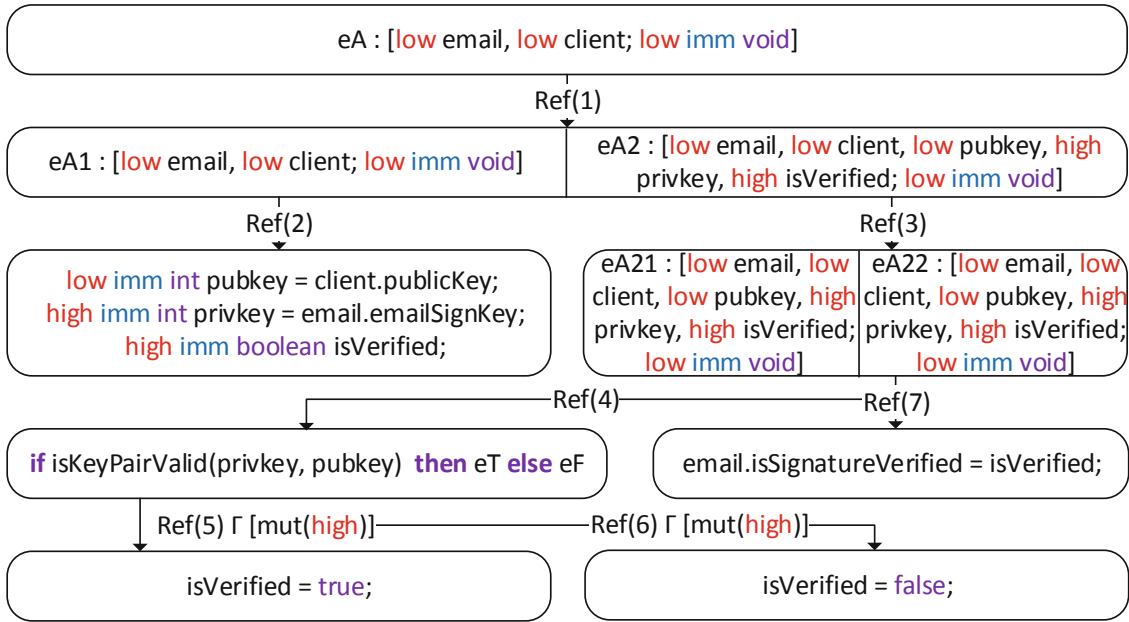 eA : [low email, low client; low imm void]
Ref(1)
eA1 : [low email, low client; low imm void]
eA2 : [low email, low client, low pubkey, high
privkey, high isVerified; low imm void]
Ref(2)
Ref(3)
low imm int pubkey = client.publicKey;
high imm int privkey = email.emailSignKey;
high imm boolean isVerified;
eA21 : [low email, low
client, low pubkey, high
privkey, high isVerified;
low imm void]
eA22 : [low email, low
client, low pubkey, high
privkey, high isVerified;
low imm void]
Ref(4)
Ref(7)
if isKeyPairValid(privkey, pubkey) then eT else eF
email.isSignatureVerified = isVerified;
Ref(5) Γ [mut(high)]
Ref(6) Γ [mut(high)]
isVerified = true;
isVerified = false;